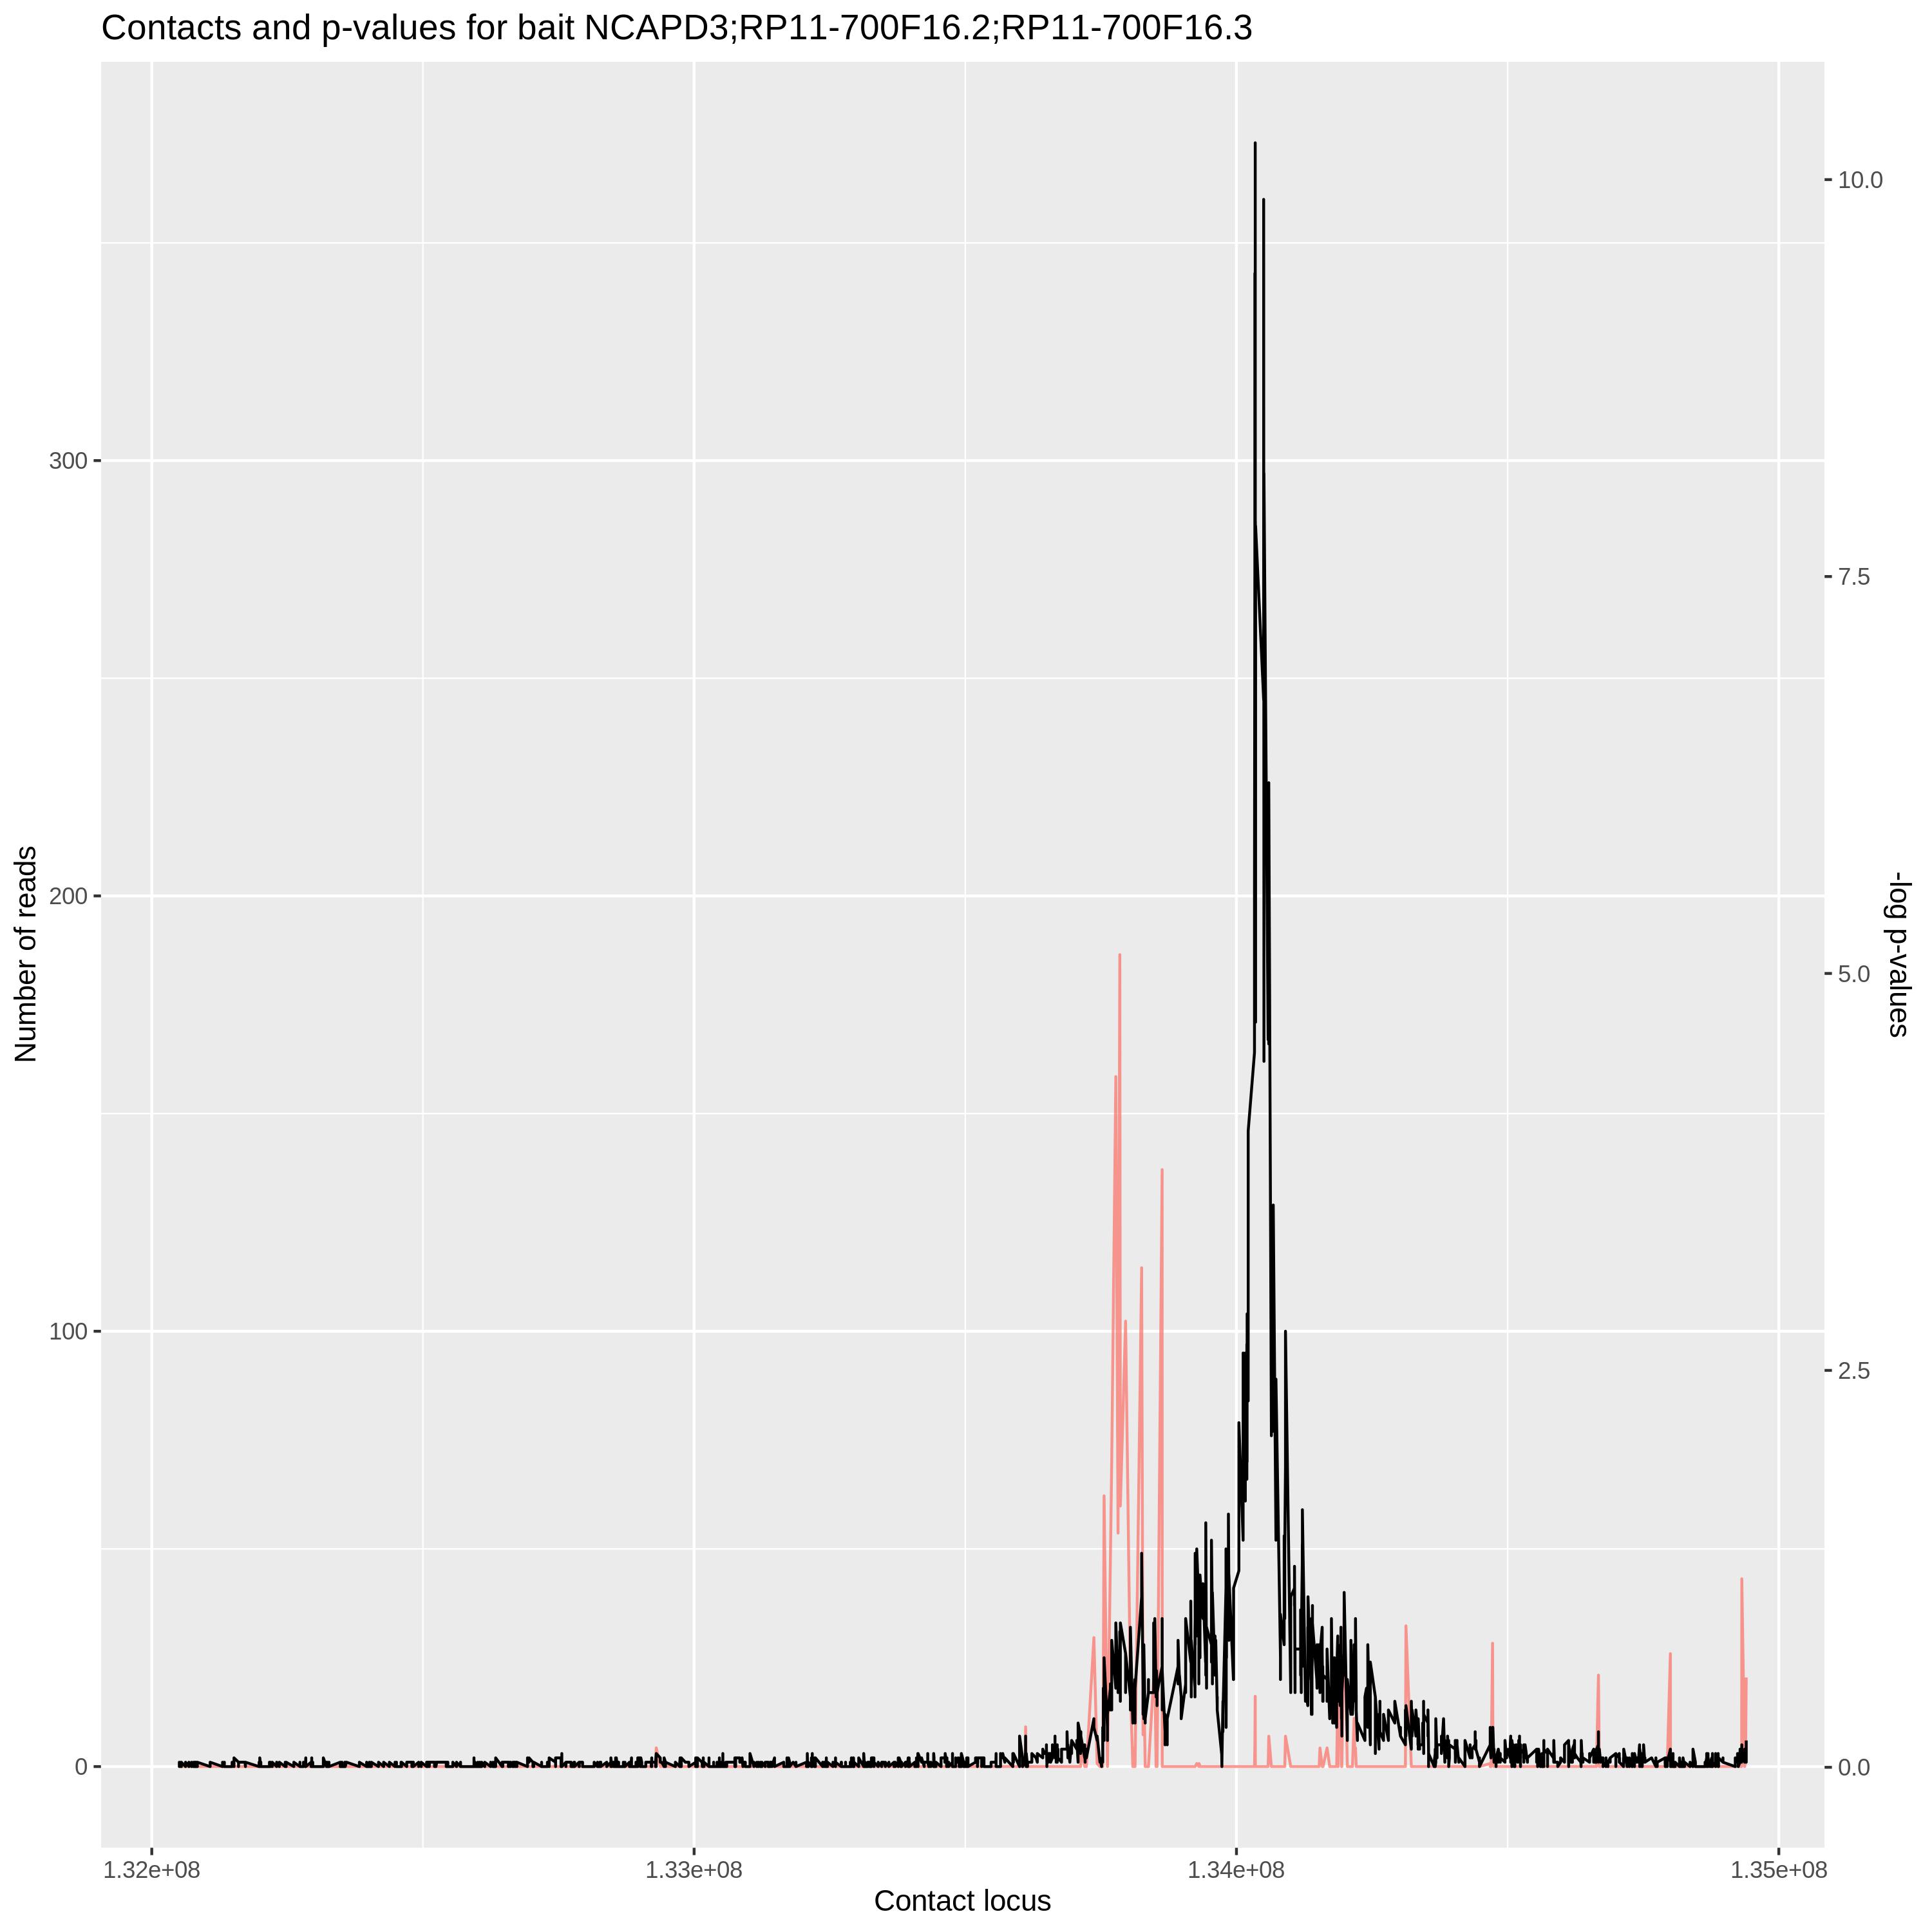 Contacts and p-values for bait NCAPD3;RP11-700F16.2;RP11-700F16.3
Number of reads
300
200
100
0
10.0
7.5
5.0
2.5
0.0
-log p-values
1.32e+08
1.33e+08
1.34e+08
1.35e+08
Contact locus